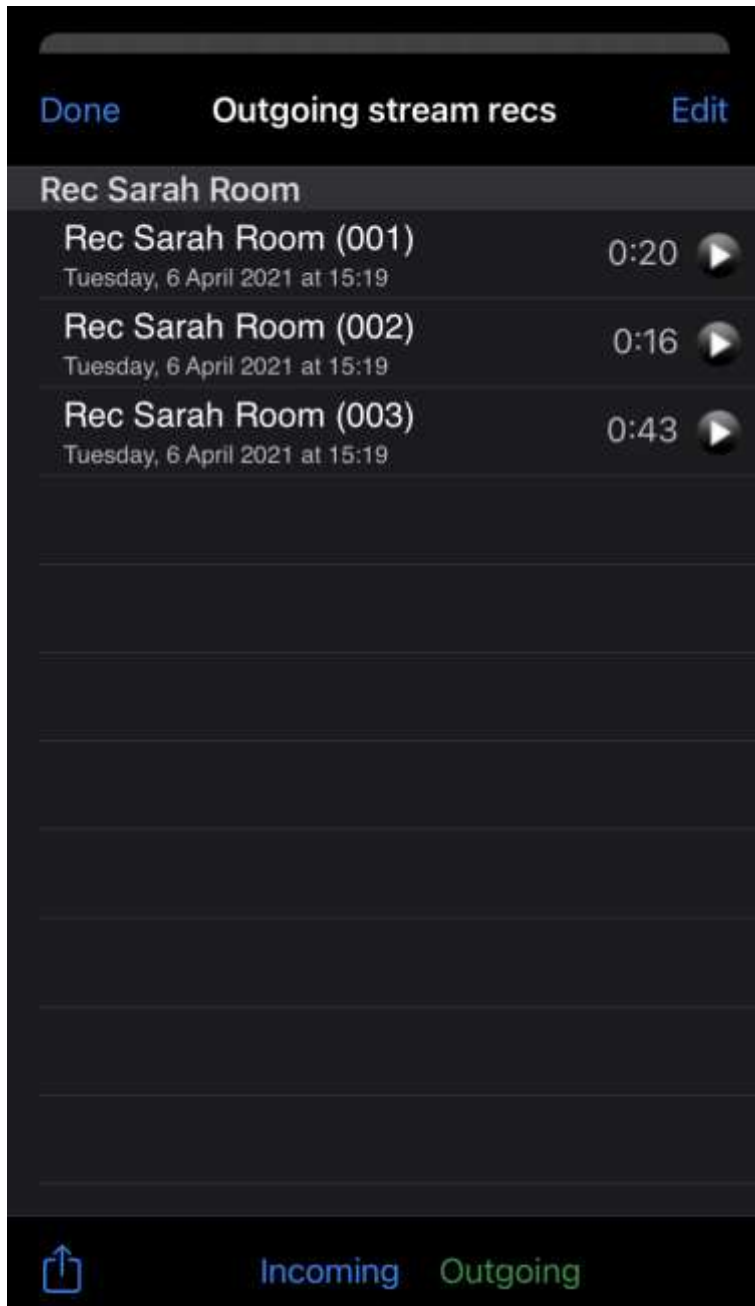 Done Outgoing stream recs Edit
Rec Sarah Room
Rec Sarah Room (001)
Tuesday, 6 April 2021 at 15:19
0:20
Rec Sarah Room (002)
Tuesday, 6 April 2021 at 15:19
0:16
Rec Sarah Room (003)
Tuesday, 6 April 2021 at 15:19
0:43
Incoming Outgoing